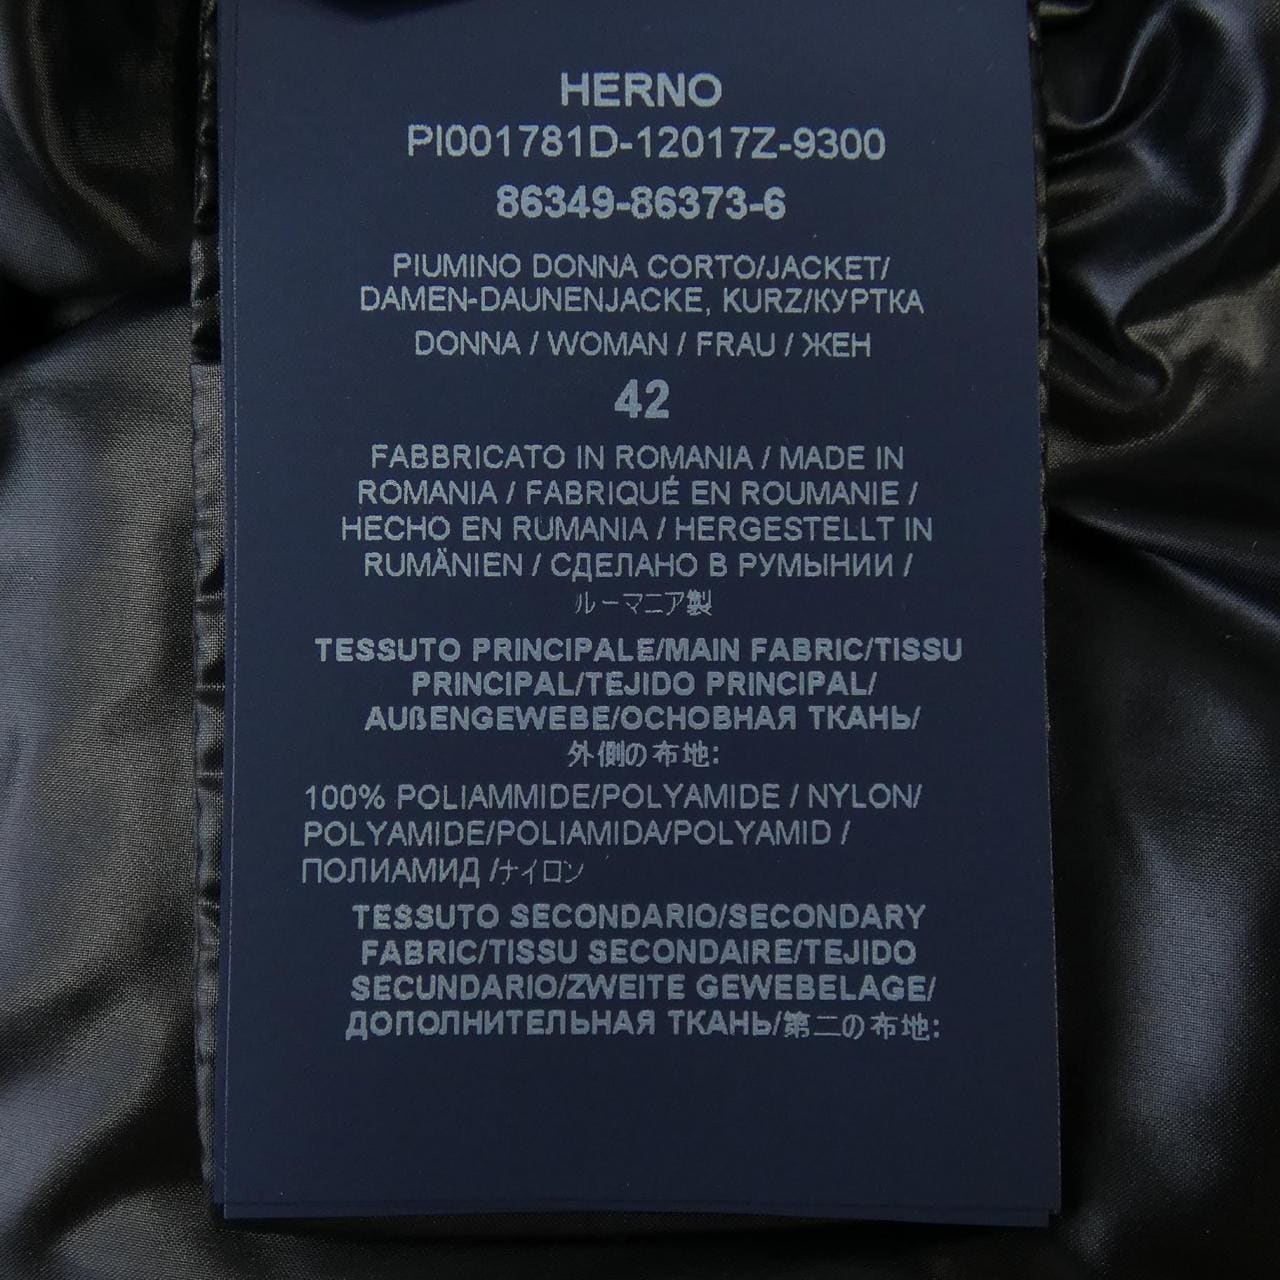 HERNO
PI001781D-12017Z-9300
86349-86373-6
PIUMINO DONNA CORTO/JACKET/
DAMEN-DAUNENJACKE, KURZ/КУРТКА
DONNA / WOMAN / FRAU / ЖЕН
42
FABBRICATO IN ROMANIA / MADE IN
ROMANIA / FABRIQUÉ EN ROUMANIE /
HECHO EN RUMANIA / HERGESTELLT IN
RUMÄNIEN / СДЕЛАНО В РУМЫНИИ /
ルーマニア製
TESSUTO PRINCIPALE/MAIN FABRIC/TISSU
PRINCIPAL/TEJIDO PRINCIPAL/
AUßENGEWEBE/ОСНОВНАЯ ТКАНЬ/
外側の布地:
100% POLIAMMIDE/POLYAMIDE / NYLON/
POLYAMIDE/POLIAMIDA/POLYAMID /
ПОЛИАМИД /ナイロン
TESSUTO SECONDARIO/SECONDARY
FABRIC/TISSU SECONDAIRE/TEJIDO
SECUNDARIO/ZWEITE GEWEBELAGE/
ДОПОЛНИТЕЛЬНАЯ ТКАНЬ/第二の布地: